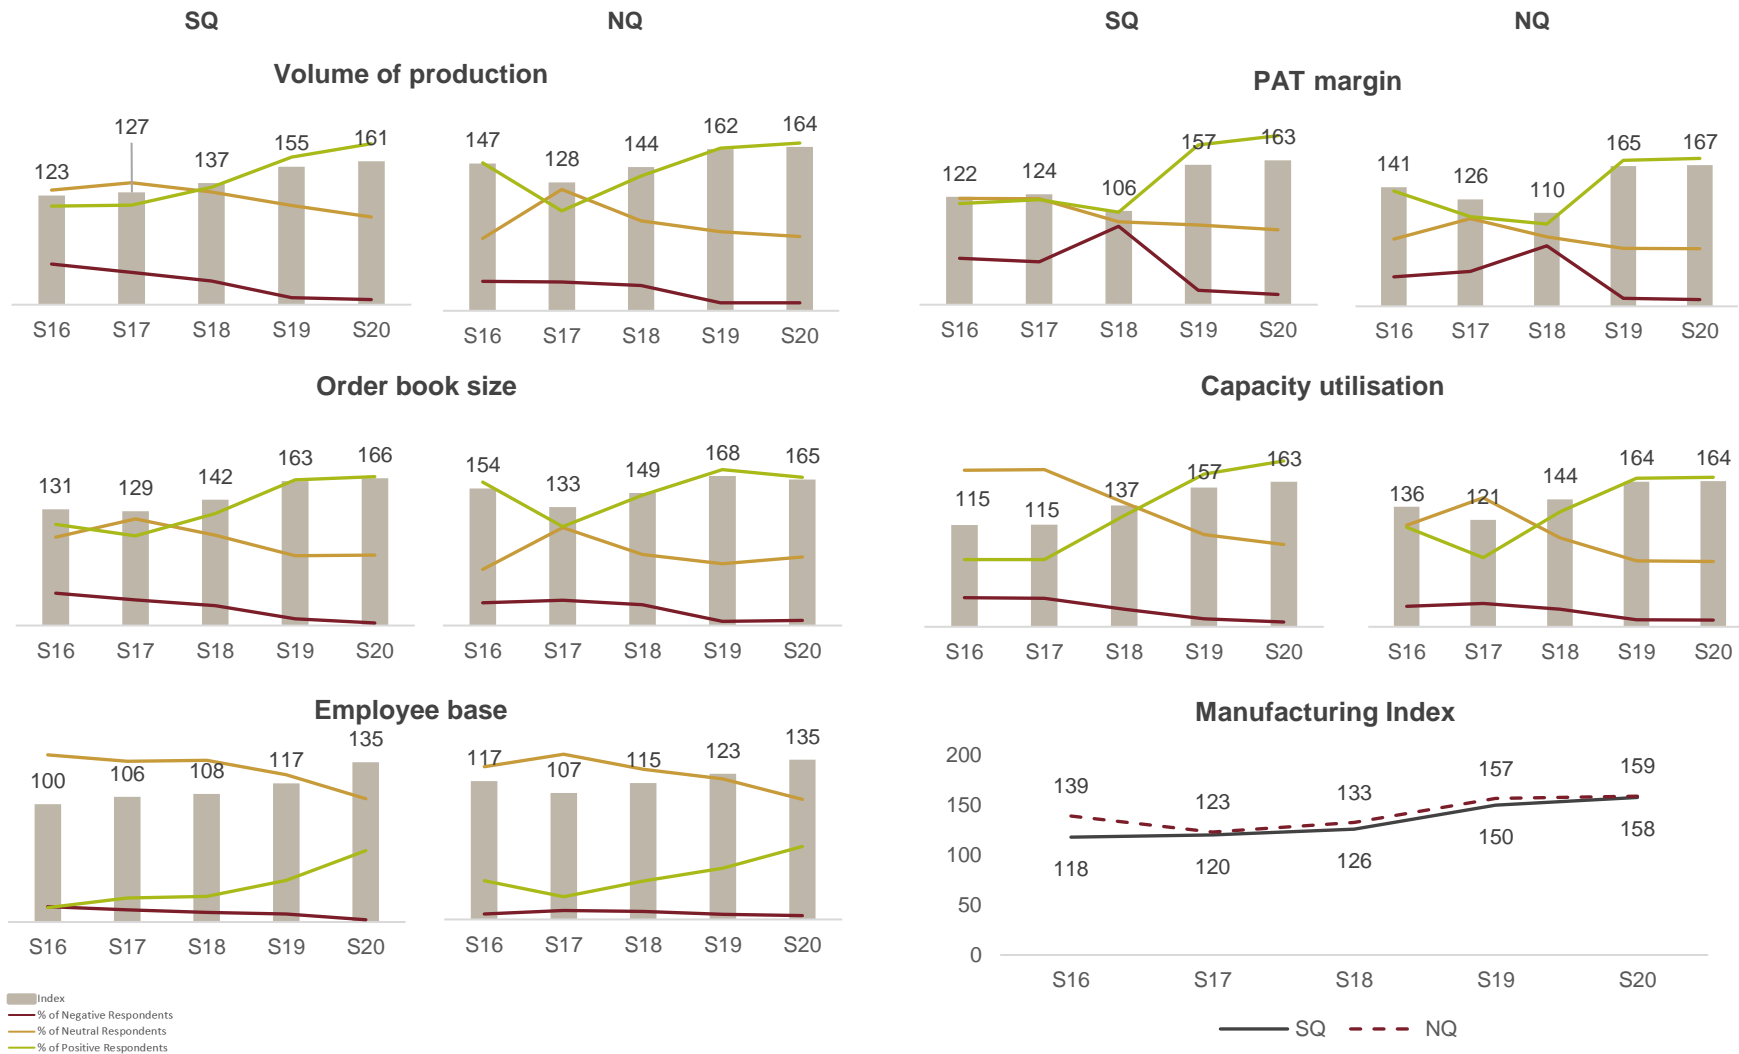 SQ NQ SQ NQ
Volume of production
123 127 137 155 161
S16 S17 S18 S19 S20
147 128 144 162 164
S16 S17 S18 S19 S20
PAT margin
122 124 106 157 163
S16 S17 S18 S19 S20
141 126 110 165 167
S16 S17 S18 S19 S20
Order book size
131 129 142 163 166
S16 S17 S18 S19 S20
154 133 149 168 165
S16 S17 S18 S19 S20
Capacity utilisation
115 115 137 157 163
S16 S17 S18 S19 S20
136 121 144 164 164
S16 S17 S18 S19 S20
Employee base
100 106 108 117 135
S16 S17 S18 S19 S20
117 107 115 123 135
S16 S17 S18 S19 S20
Manufacturing Index
200
150
100
50
0
139 123 133 157 159
118 120 126 150 158
S16 S17 S18 S19 S20
SQ NQ
Index
% of Negative Respondents
% of Neutral Respondents
% of Positive Respondents